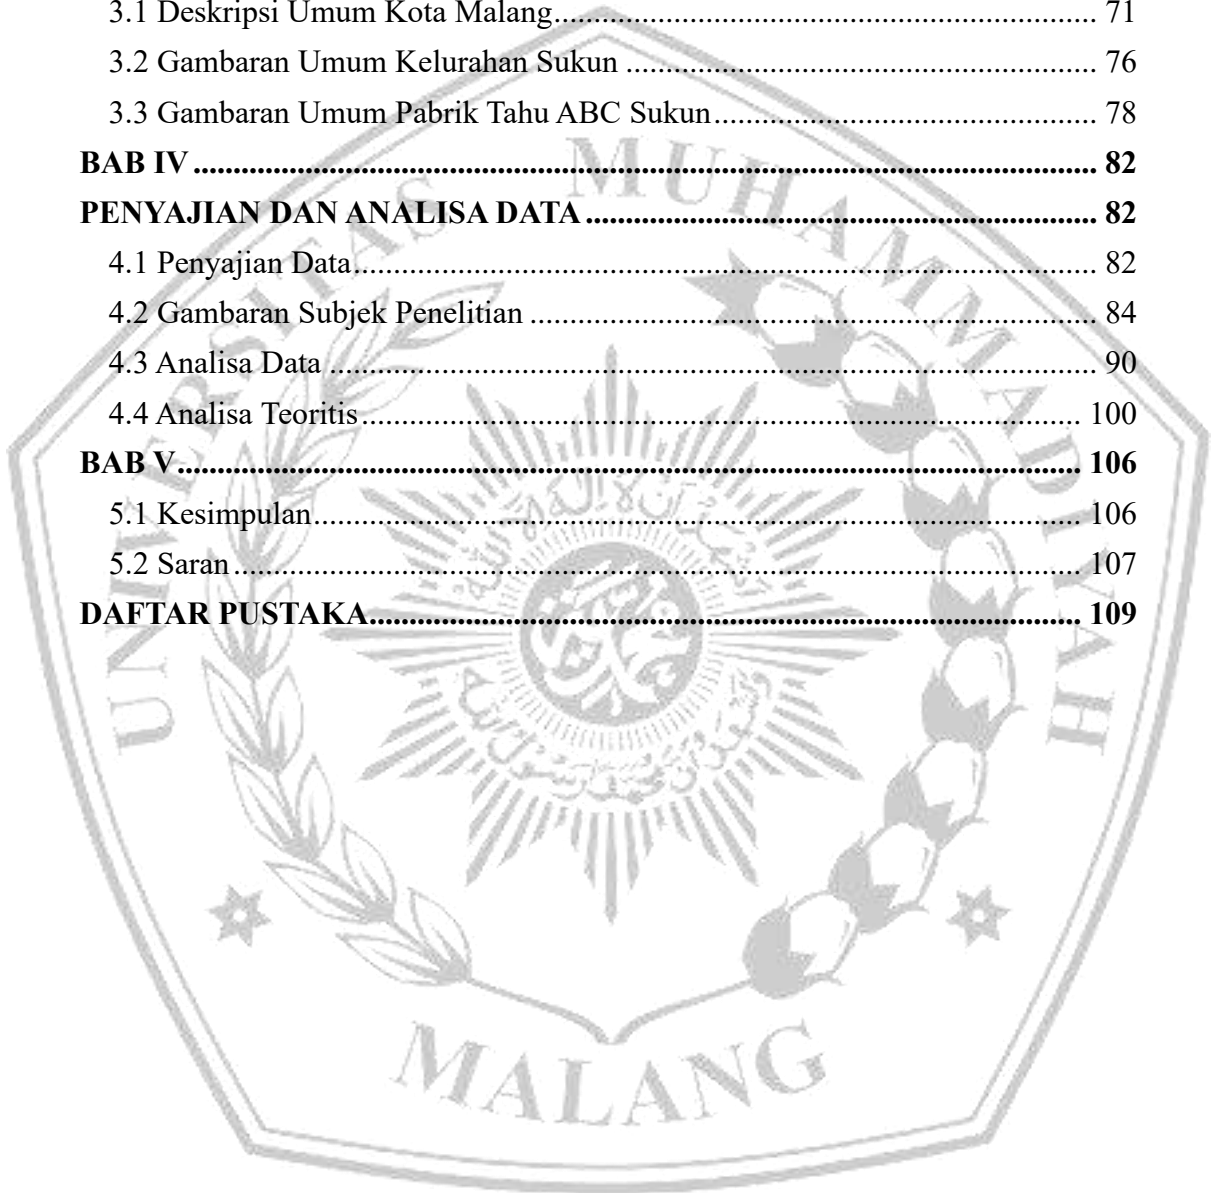 3.1 Deskripsi Umum Kota Malang.................................................................... 71
3.2 Gambaran Umum Kelurahan Sukun ........................................................... 76
3.3 Gambaran Umum Pabrik Tahu ABC Sukun................................................ 78
BAB IV .................................................................................................................. 82
PENYAJIAN DAN ANALISA DATA ................................................................ 82
4.1 Penyajian Data.............................................................................................. 82
4.2 Gambaran Subjek Penelitian ....................................................................... 84
4.3 Analisa Data ................................................................................................. 90
4.4 Analisa Teoritis........................................................................................... 100
BAB V.................................................................................................................. 106
5.1 Kesimpulan................................................................................................. 106
5.2 Saran ........................................................................................................... 107
DAFTAR PUSTAKA.......................................................................................... 109
UNIVERSITAS MUHAMMADIYAH
MALANG